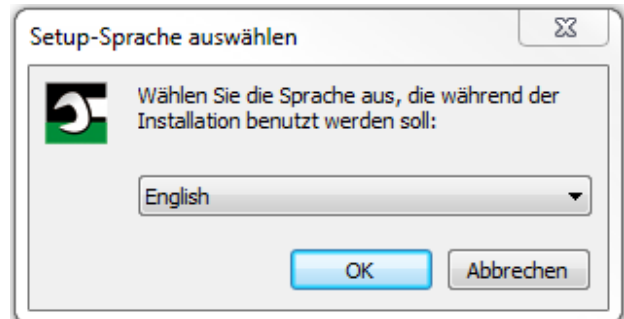 Setup-Sprache auswählen
Wählen Sie die Sprache aus, die während der
Installation benutzt werden soll:
English
OK
Abbrechen